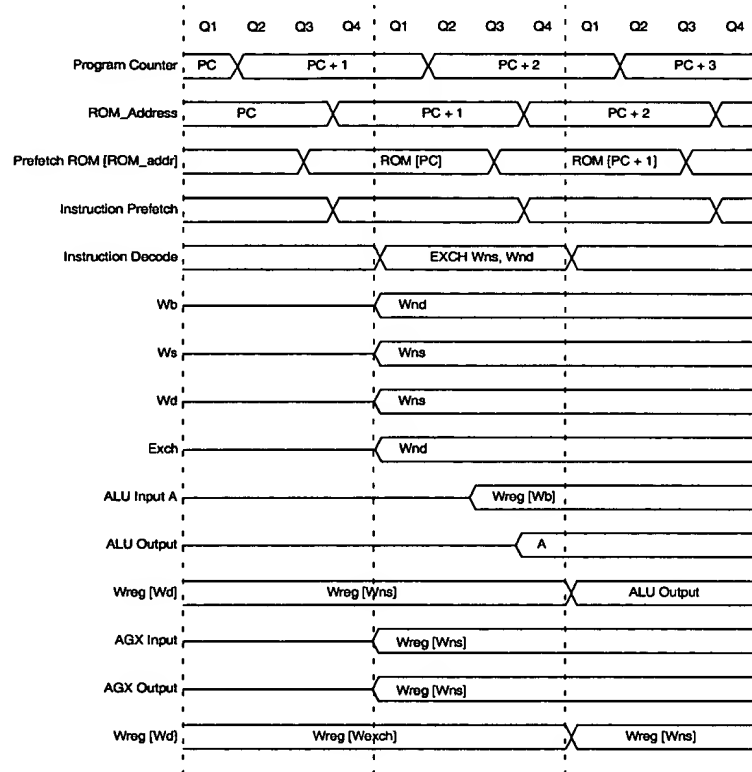 Q1 Q2 Q3 Q4 Q1 Q2 Q3 Q4 Q1 Q2 Q3 Q4
Program Counter PC PC + 1 PC + 2 PC + 3
ROM_Address PC PC + 1 PC + 2
Prefetch ROM [ROM_addr] ROM [PC] ROM [PC + 1]
Instruction Prefetch
Instruction Decode EXCH Wns, Wnd
Wb Wnd
Ws Wns
Wd Wns
Exch Wnd
ALU Input A Wreg [Wb]
ALU Output A
Wreg [Wd] Wreg [Wns] ALU Output
AGX Input Wreg [Wns]
AGX Output Wreg [Wns]
Wreg [Wd] Wreg [Wexch] Wreg [Wns]